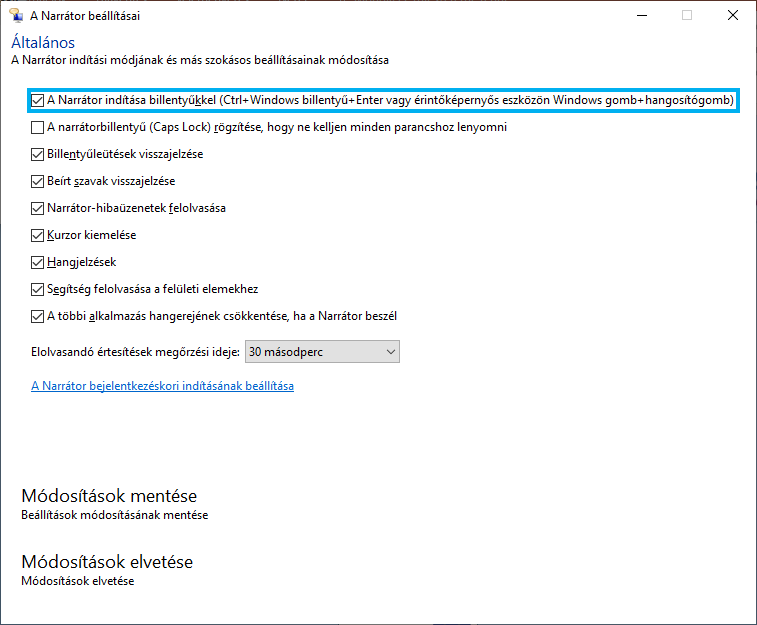 A Narrátor beállításai
Általános
A Narrátor indítási módjának és más szokásos beállításainak módosítása
A Narrátor indítása billentyűkkel (Ctrl+Windows billentyű+Enter vagy érintőképernyős eszközön Windows gomb+hangosítógomb)
A narrátorbillentyű (Caps Lock) rögzítése, hogy ne kelljen minden parancshoz lenyomni
Billentyűleütések visszajelzése
Beírt szavak visszajelzése
Narrátor-hibaüzenetek felolvasása
Kurzor kiemelése
Hangjelzések
Segítség felolvasása a felületi elemekhez
A többi alkalmazás hangerejének csökkentése, ha a Narrátor beszél
Elolvasandó értesítések megőrzési ideje: 30 másodperc
A Narrátor bejelentkezéskori indításának beállítása
Módosítások mentése
Beállítások módosításának mentése
Módosítások elvetése
Módosítások elvetése